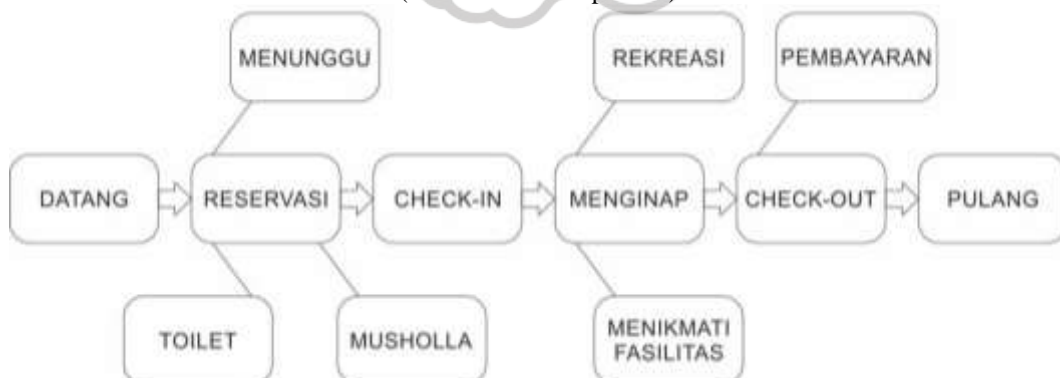 MENUNGGU
REKREASI
PEMBAYARAN
DATANG
RESERVASI
CHECK-IN
MENGINAP
CHECK-OUT
PULANG
TOILET
MUSHOLLA
MENIKMATI
FASILITAS